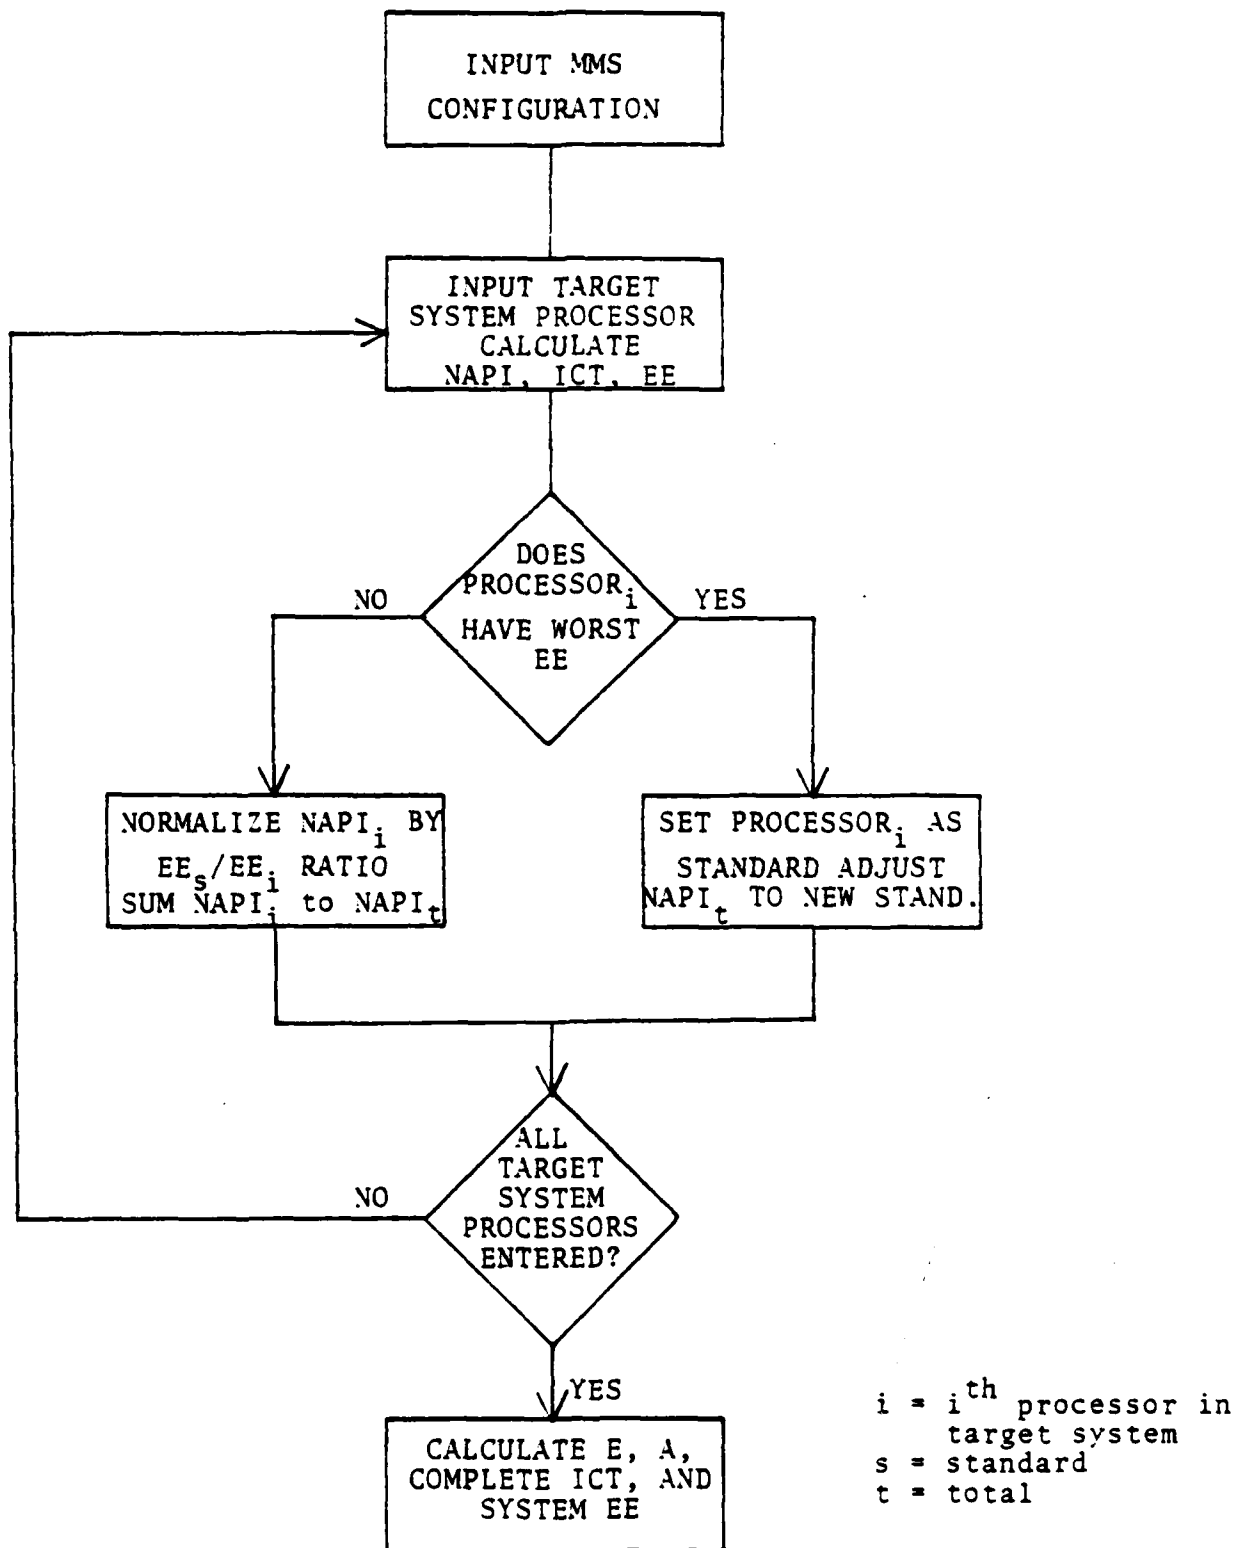 INPUT MMS
CONFIGURATION
INPUT TARGET
SYSTEM PROCESSOR
CALCULATE
NAPI, ICT, EE
DOES
PROCESSORᵢ
HAVE WORST
EE
NO
YES
NORMALIZE NAPIᵢ BY
EEₛ/EEᵢ RATIO
SUM NAPIᵢ to NAPIₜ
SET PROCESSORᵢ AS
STANDARD ADJUST
NAPIₜ TO NEW STAND.
ALL
TARGET
SYSTEM
PROCESSORS
ENTERED?
NO
YES
CALCULATE E, A,
COMPLETE ICT, AND
SYSTEM EE
i = iᵗʰ processor in
target system
s = standard
t = total